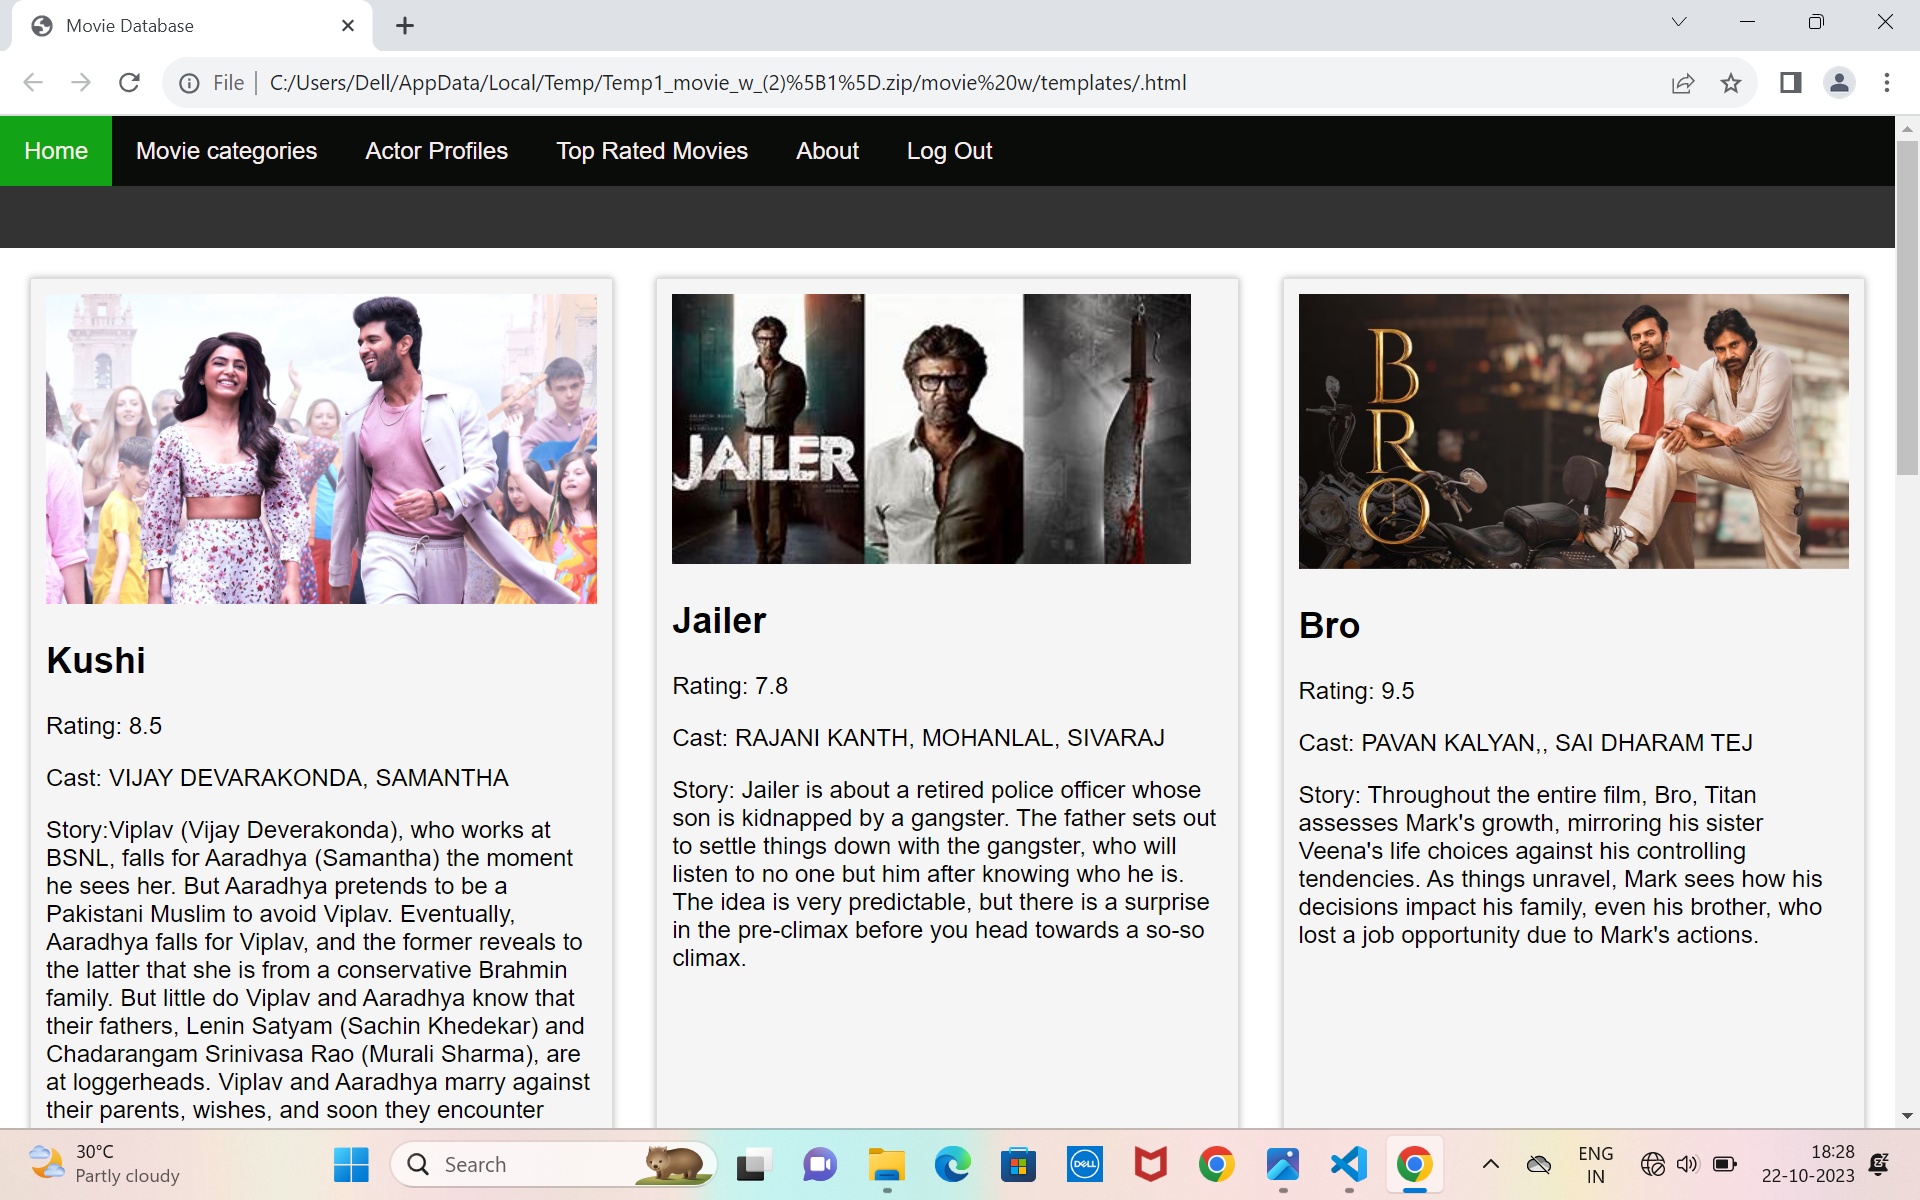 Movie Database
File
C:/Users/Dell/AppData/Local/Temp/Temp1_movie_w_(2)%5B1%5D.zip/movie%20w/templates/.html
Home
Movie categories
Actor Profiles
Top Rated Movies
About
Log Out
Kushi
Rating: 8.5
Cast: VIJAY DEVARAKONDA, SAMANTHA
Story:Viplav (Vijay Deverakonda), who works at
BSNL, falls for Aaradhya (Samantha) the moment
he sees her. But Aaradhya pretends to be a
Pakistani Muslim to avoid Viplav. Eventually,
Aaradhya falls for Viplav, and the former reveals to
the latter that she is from a conservative Brahmin
family. But little do Viplav and Aaradhya know that
their fathers, Lenin Satyam (Sachin Khedekar) and
Chadarangam Srinivasa Rao (Murali Sharma), are
at loggerheads. Viplav and Aaradhya marry against
their parents, wishes, and soon they encounter
JAILER
Jailer
Rating: 7.8
Cast: RAJANI KANTH, MOHANLAL, SIVARAJ
Story: Jailer is about a retired police officer whose
son is kidnapped by a gangster. The father sets out
to settle things down with the gangster, who will
listen to no one but him after knowing who he is.
The idea is very predictable, but there is a surprise
in the pre-climax before you head towards a so-so
climax.
BRO
Bro
Rating: 9.5
Cast: PAVAN KALYAN,, SAI DHARAM TEJ
Story: Throughout the entire film, Bro, Titan
assesses Mark's growth, mirroring his sister
Veena's life choices against his controlling
tendencies. As things unravel, Mark sees how his
decisions impact his family, even his brother, who
lost a job opportunity due to Mark's actions.
30°C
Partly cloudy
Search
DELL
ENG
IN
18:28
22-10-2023